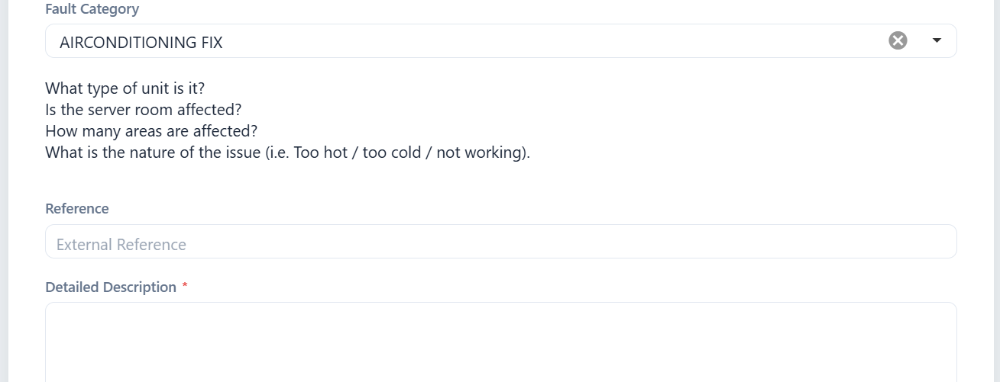 Fault Category
AIRCONDITIONING FIX
What type of unit is it?
Is the server room affected?
How many areas are affected?
What is the nature of the issue (i.e. Too hot / too cold / not working).
Reference
External Reference
Detailed Description *